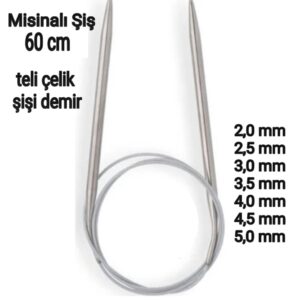 Misinalı Şiş
60 cm
teli çelik
şişi demir
2,0 mm
2,5 mm
3,0 mm
3,5 mm
4,0 mm
4,5 mm
5,0 mm